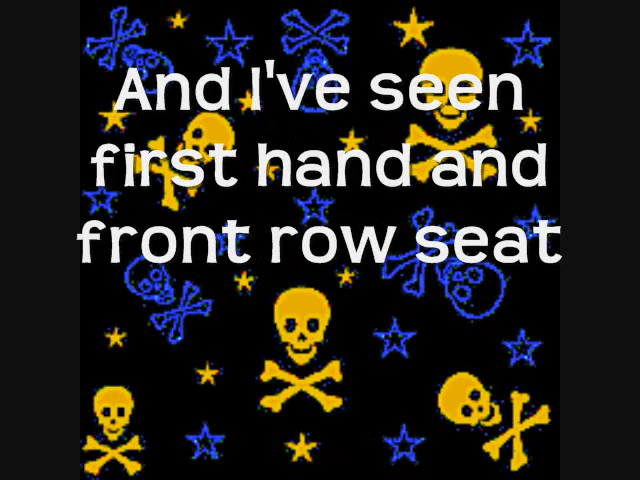 And I've seen
first hand and
front row seat